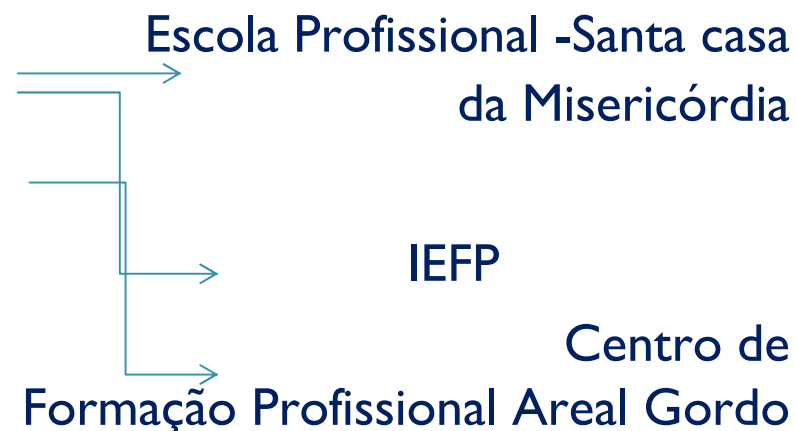 Escola Profissional -Santa casa
da Misericórdia
IEFP
Centro de
Formação Profissional Areal Gordo